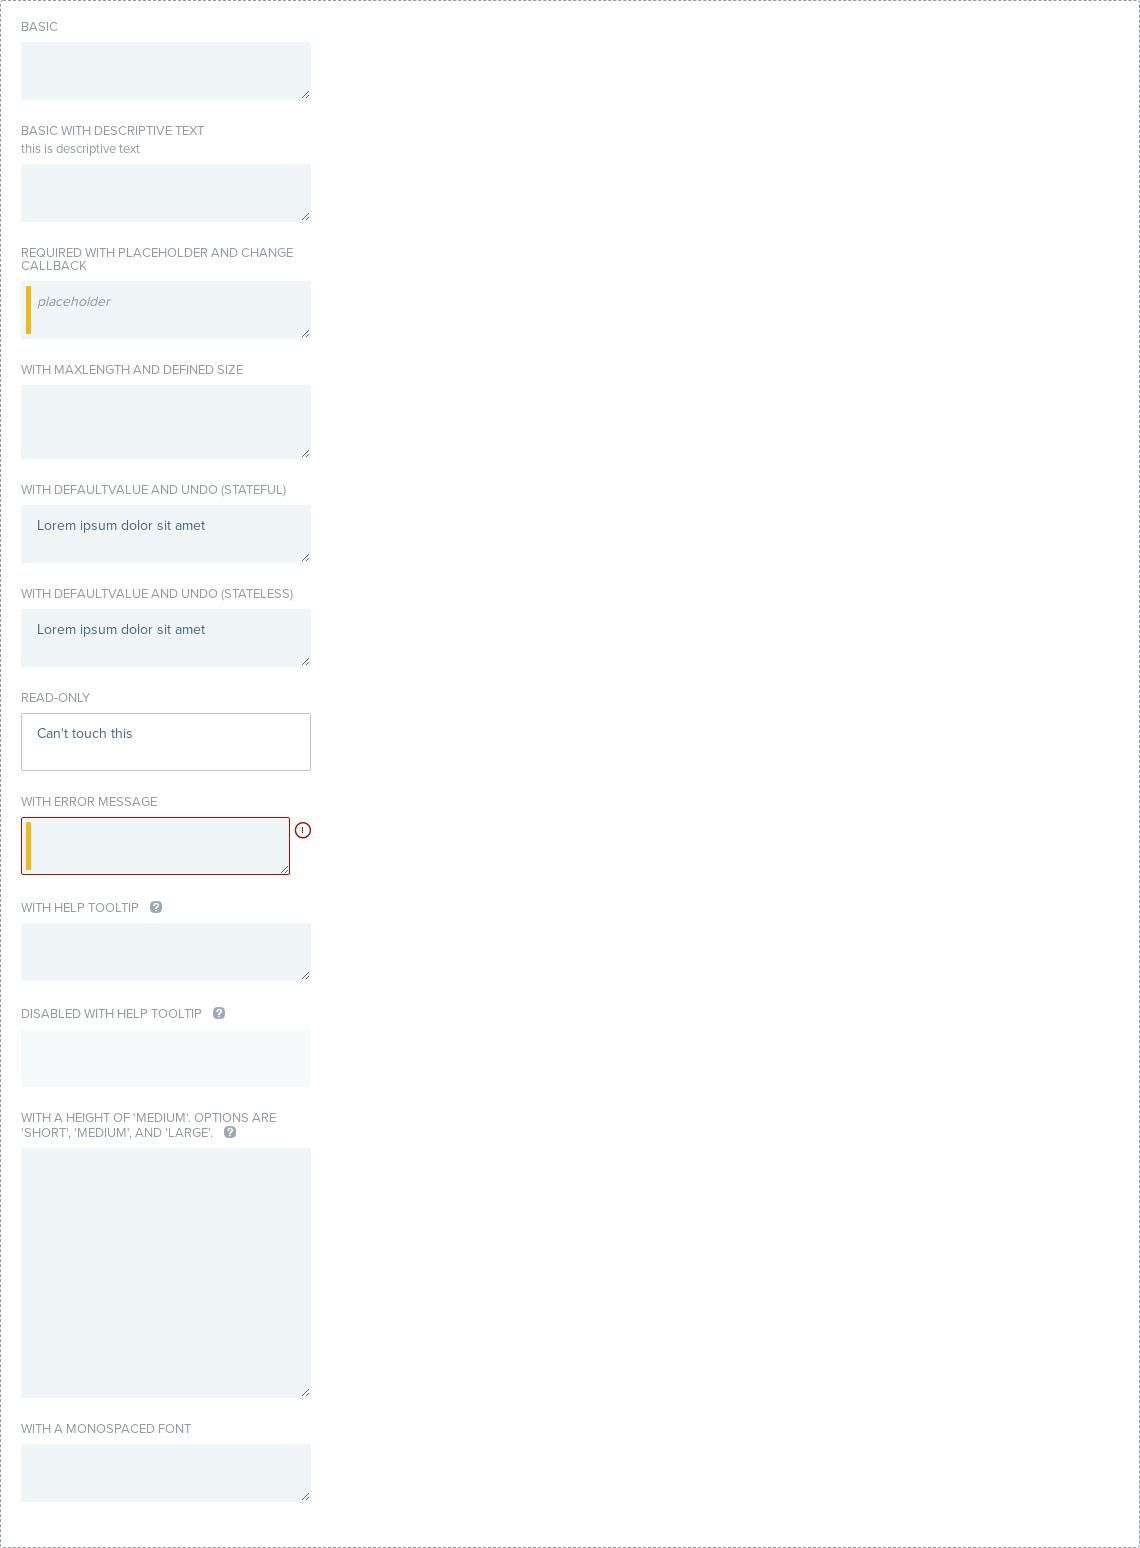 BASIC
BASIC WITH DESCRIPTIVE TEXT
this is descriptive text
REQUIRED WITH PLACEHOLDER AND CHANGE
CALLBACK
placeholder
WITH MAXLENGTH AND DEFINED SIZE
WITH DEFAULTVALUE AND UNDO (STATEFUL)
Lorem ipsum dolor sit amet
WITH DEFAULTVALUE AND UNDO (STATELESS)
Lorem ipsum dolor sit amet
READ-ONLY
Can't touch this
WITH ERROR MESSAGE
WITH HELP TOOLTIP
DISABLED WITH HELP TOOLTIP
WITH A HEIGHT OF 'MEDIUM'. OPTIONS ARE
'SHORT', 'MEDIUM', AND 'LARGE'.
WITH A MONOSPACED FONT